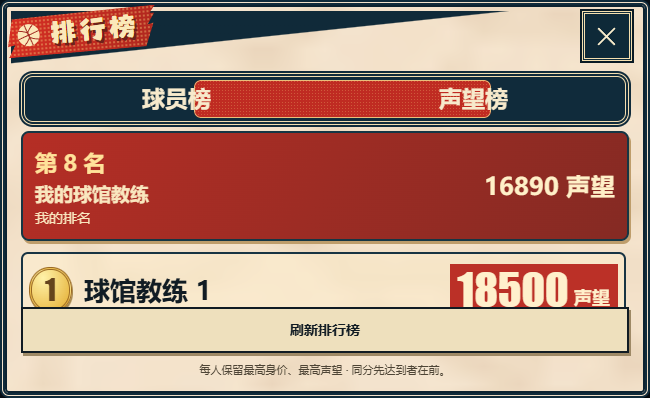 排行榜
球员榜 声望榜
第 8 名
我的球馆教练
我的排名
16890 声望
1 球馆教练 1 18500 声望
刷新排行榜
每人保留最高身价、最高声望 · 同分先达到者在前。